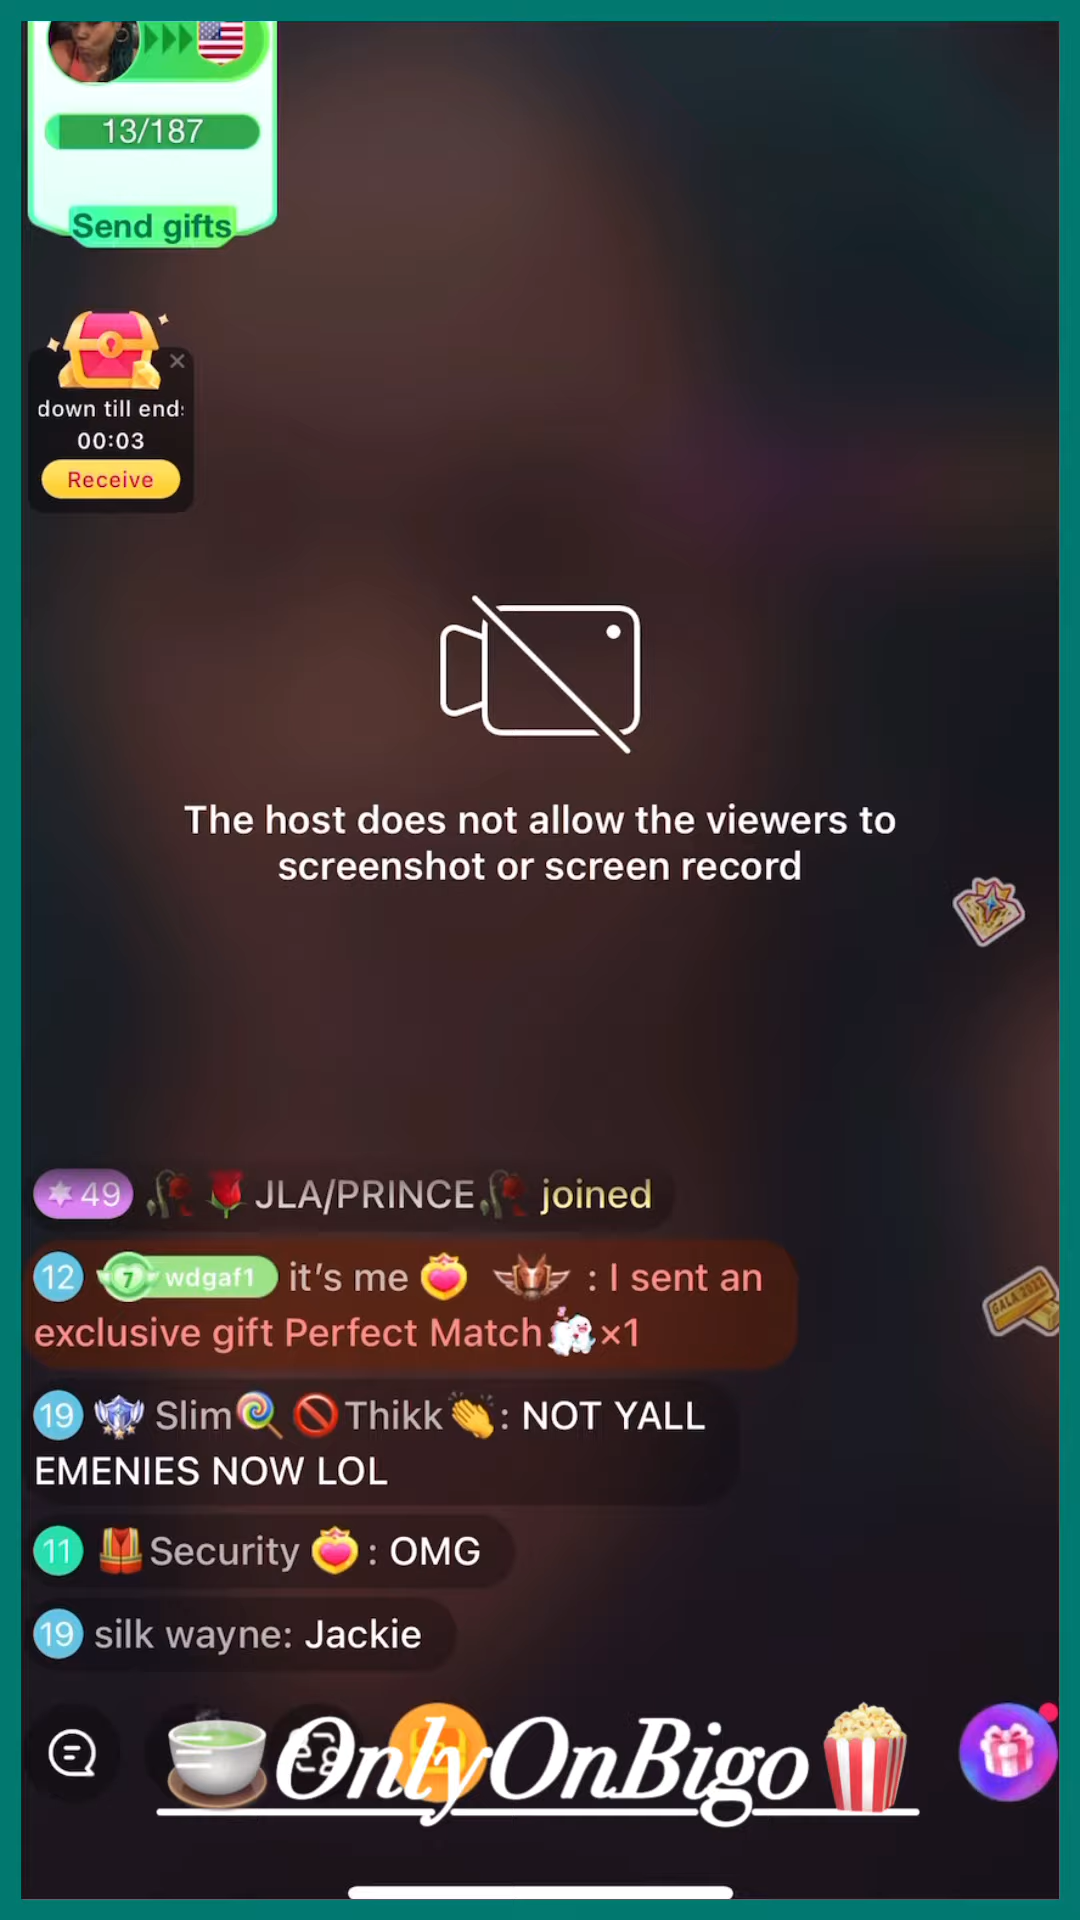 13/187
Send gifts
down till end:
00:03
Receive
The host does not allow the viewers to
screenshot or screen record
49 🥀🌹JLA/PRINCE🥀 joined
12 7 wdgaf1 it’s me : I sent an
exclusive gift Perfect Match ×1
19 Slim🍭🚫Thikk👏: NOT YALL
EMENIES NOW LOL
11 🦺Security : OMG
19 silk wayne: Jackie
GALA 2022
🍵OnlyOnBigo🍿